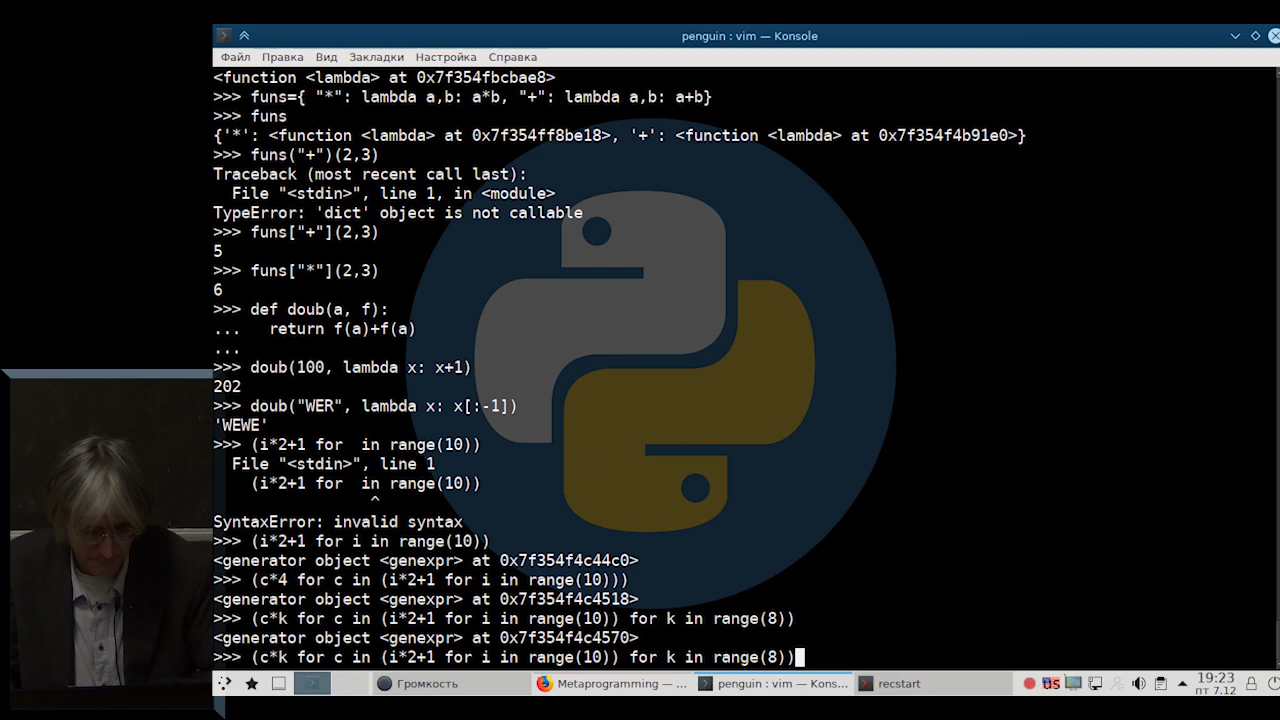 penguin : vim — Konsole
Файл Правка Вид Закладки Настройка Справка
<function <lambda> at 0x7f354fbcbae8>
>>> funs={ "*": lambda a,b: a*b, "+": lambda a,b: a+b}
>>> funs
{'*': <function <lambda> at 0x7f354ff8be18>, '+': <function <lambda> at 0x7f354f4b91e0>}
>>> funs("+")(2,3)
Traceback (most recent call last):
  File "<stdin>", line 1, in <module>
TypeError: 'dict' object is not callable
>>> funs["+"](2,3)
5
>>> funs["*"](2,3)
6
>>> def doub(a, f):
...   return f(a)+f(a)
...
>>> doub(100, lambda x: x+1)
202
>>> doub("WER", lambda x: x[:-1])
'WEWE'
>>> (i*2+1 for  in range(10))
  File "<stdin>", line 1
    (i*2+1 for  in range(10))
                 ^
SyntaxError: invalid syntax
>>> (i*2+1 for i in range(10))
<generator object <genexpr> at 0x7f354f4c44c0>
>>> (c*4 for c in (i*2+1 for i in range(10)))
<generator object <genexpr> at 0x7f354f4c4518>
>>> (c*k for c in (i*2+1 for i in range(10)) for k in range(8))
<generator object <genexpr> at 0x7f354f4c4570>
>>> (c*k for c in (i*2+1 for i in range(10)) for k in range(8))
Громкость Metaprogramming — ... penguin : vim — Kons... recstart us 19:23
пт 7.12